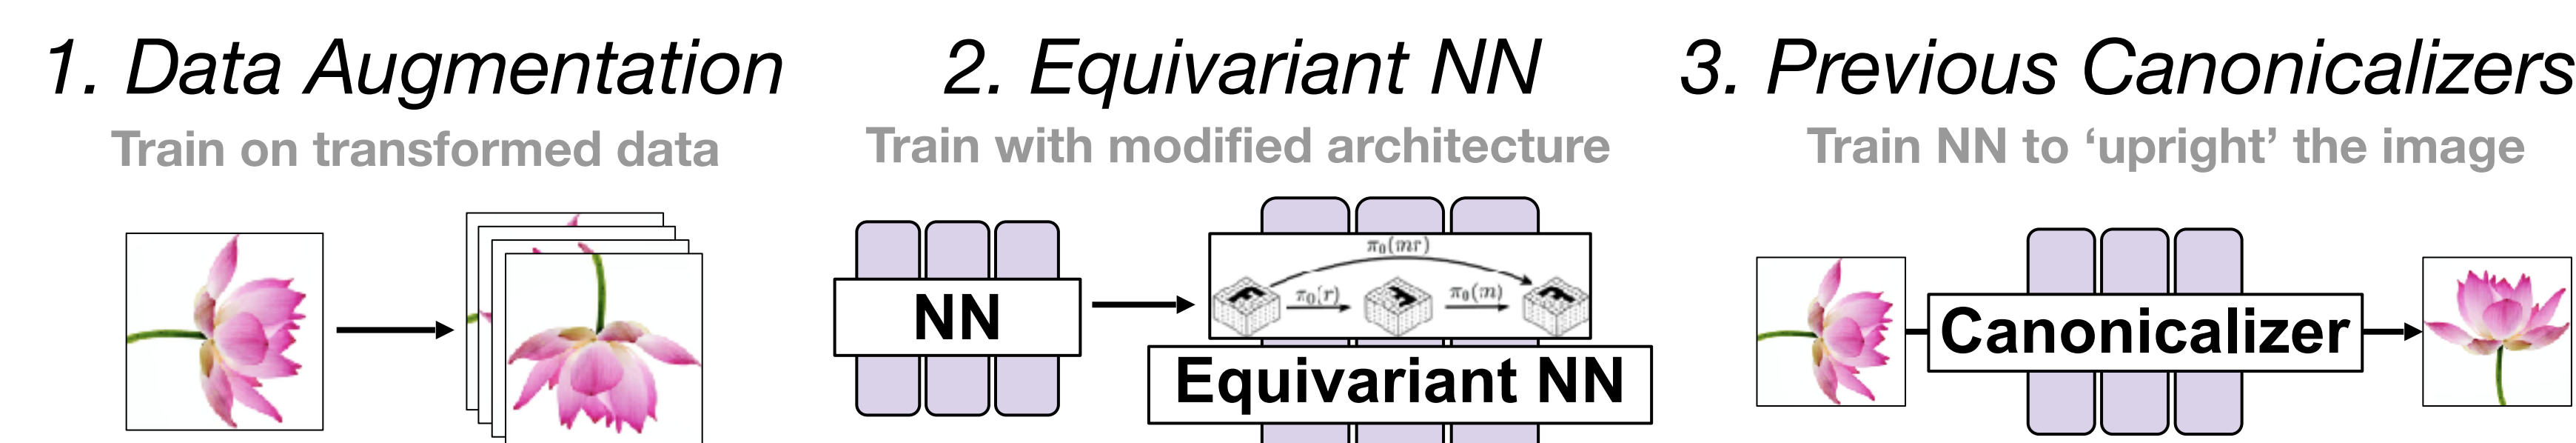 1. Data Augmentation
Train on transformed data
2. Equivariant NN
Train with modified architecture
NN
π₀(mr)
π₀(r)
π₀(m)
Equivariant NN
3. Previous Canonicalizers
Train NN to ‘upright’ the image
Canonicalizer